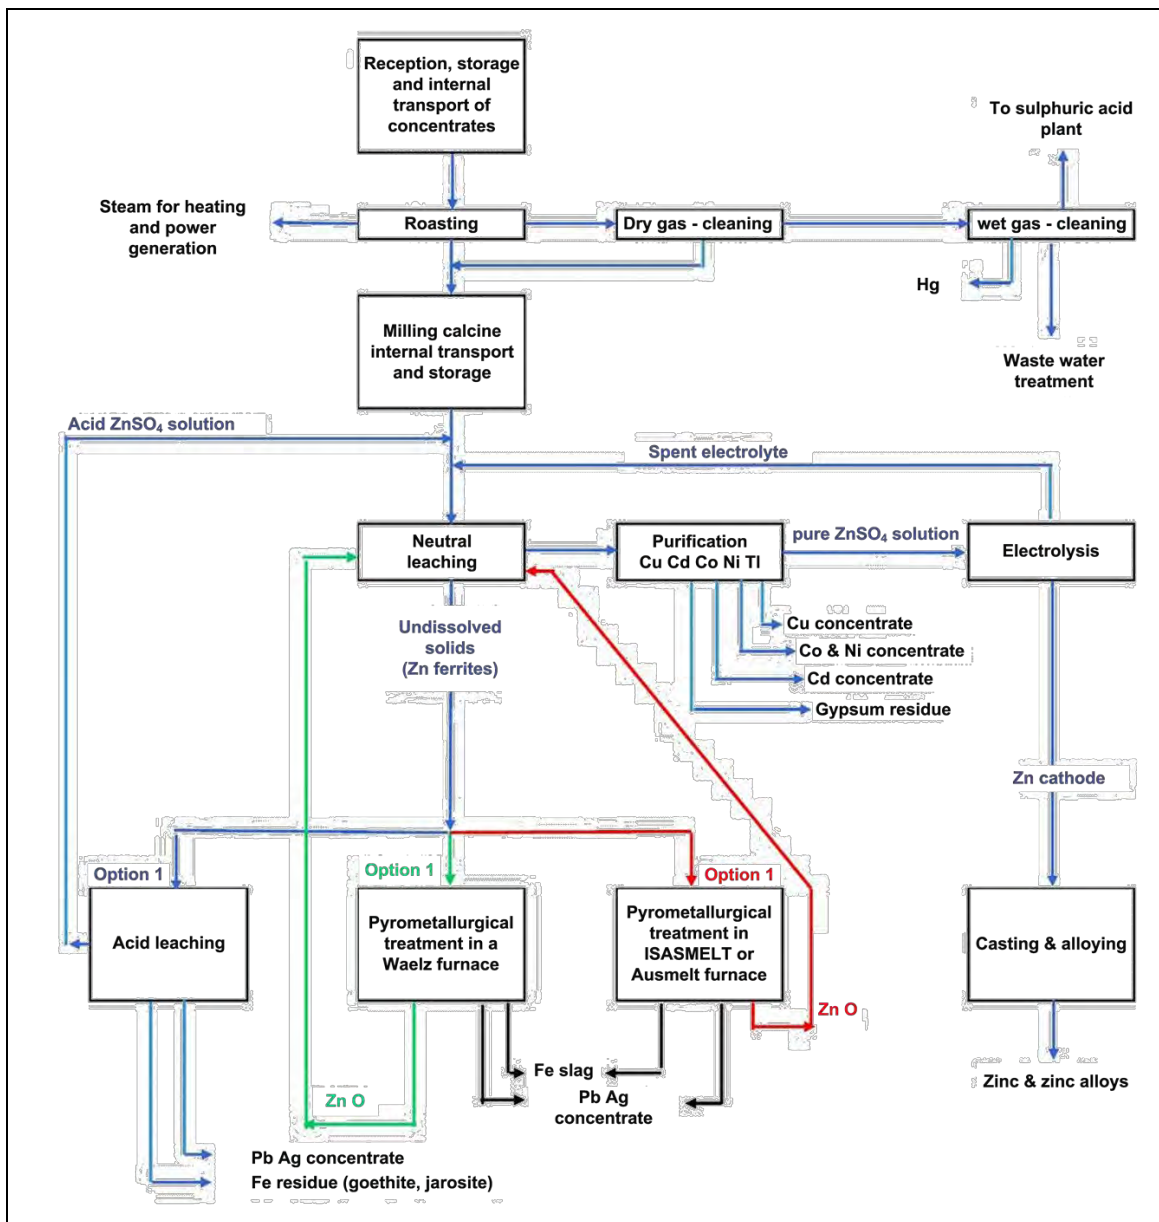 Reception, storage
and internal
transport of
concentrates
To sulphuric acid
plant
Steam for heating
and power
generation
Roasting
Dry gas - cleaning
wet gas - cleaning
Hg
Milling calcine
internal transport
and storage
Waste water
treatment
Acid ZnSO₄ solution
Spent electrolyte
Neutral
leaching
Purification
Cu Cd Co Ni Tl
pure ZnSO₄ solution
Electrolysis
Undissolved
solids
(Zn ferrites)
Cu concentrate
Co & Ni concentrate
Cd concentrate
Gypsum residue
Zn cathode
Option 1
Option 1
Option 1
Acid leaching
Pyrometallurgical
treatment in a
Waelz furnace
Pyrometallurgical
treatment in
ISASMELT or
Ausmelt furnace
Casting & alloying
Zn O
Fe slag
Pb Ag
concentrate
Zn O
Zinc & zinc alloys
Pb Ag concentrate
Fe residue (goethite, jarosite)